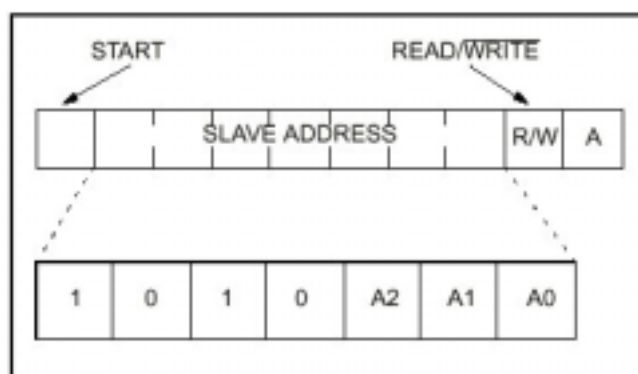 START READ/WRITE
SLAVE ADDRESS R/W A
1 0 1 0 A2 A1 A0